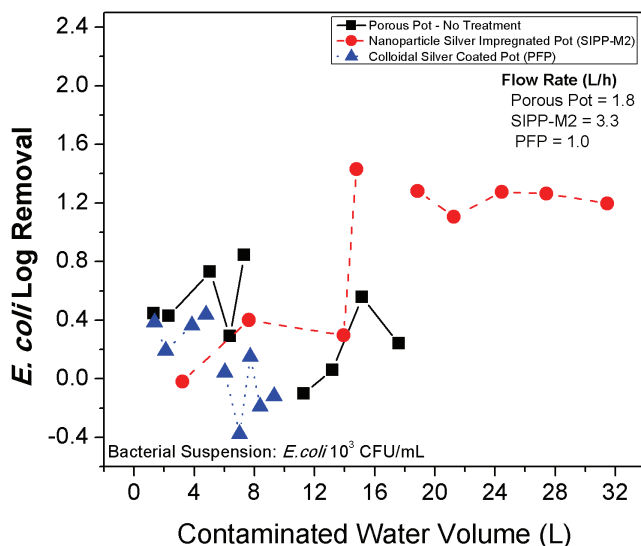 Porous Pot - No Treatment
Nanoparticle Silver Impregnated Pot (SIPP-M2)
Colloidal Silver Coated Pot (PFP)
Flow Rate (L/h)
Porous Pot = 1.8
SIPP-M2 = 3.3
PFP = 1.0
E. coli Log Removal
2.4
2.0
1.6
1.2
0.8
0.4
0.0
-0.4
Bacterial Suspension: E.coli 10³ CFU/mL
0 4 8 12 16 20 24 28 32
Contaminated Water Volume (L)